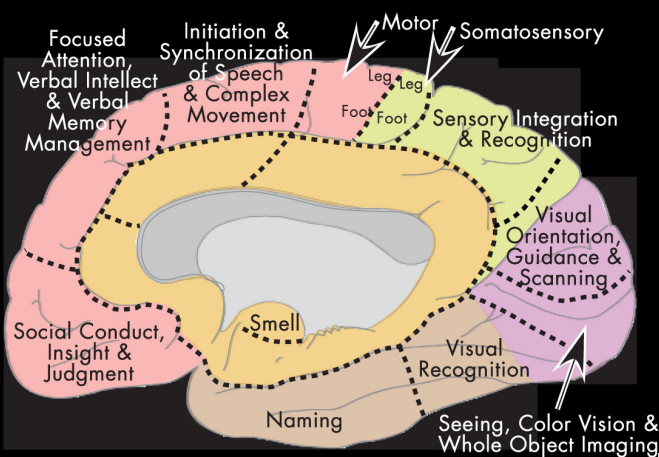 Focused
Attention,
Verbal Intellect
& Verbal
Memory
Management
Initiation &
Synchronization
of Speech
& Complex
Movement
Motor
Somatosensory
Leg
Leg
Foot
Foot
Sensory Integration
& Recognition
Visual
Orientation,
Guidance &
Scanning
Smell
Social Conduct,
Insight &
Judgment
Visual
Recognition
Naming
Seeing, Color Vision &
Whole Object Imaging